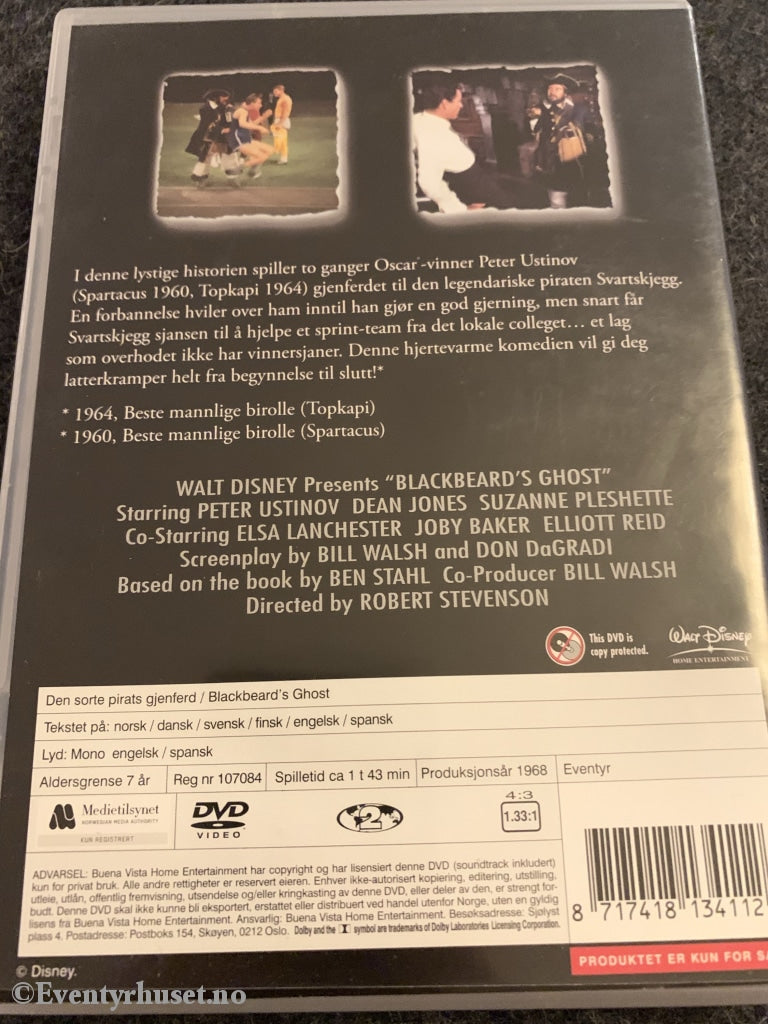 I denne lystige historien spiller to ganger Oscar-vinner Peter Ustinov
(Spartacus 1960, Topkapi 1964) gjenferdet til den legendariske piraten Svartskjegg.
En forbannelse hviler over ham inntil han gjør en god gjerning, men snart får
Svartskjegg sjansen til å hjelpe et sprint-team fra det lokale colleget… et lag
som overhodet ikke har vinnersjaner. Denne hjertevarme komedien vil gi deg
latterkramper helt fra begynnelse til slutt!*
* 1964, Beste mannlige birolle (Topkapi)
* 1960, Beste mannlige birolle (Spartacus)
WALT DISNEY Presents “BLACKBEARD'S GHOST”
Starring PETER USTINOV DEAN JONES SUZANNE PLESHETTE
Co-Starring ELSA LANCHESTER JOBY BAKER ELLIOTT REID
Screenplay by BILL WALSH and DON DaGRADI
Based on the book by BEN STAHL Co-Producer BILL WALSH
Directed by ROBERT STEVENSON
This DVD is
copy protected.
WALT DISNEY
HOME ENTERTAINMENT
Den sorte pirats gjenferd / Blackbeard's Ghost
Tekstet på: norsk / dansk / svensk / finsk / engelsk / spansk
Lyd: Mono engelsk / spansk
Aldersgrense 7 år Reg nr 107084 Spilletid ca 1 t 43 min Produksjonsår 1968 Eventyr
Medietilsynet
NORWEGIAN MEDIA AUTHORITY
KUN REGISTRERT
DVD
VIDEO
2
4:3
1.33:1
ADVARSEL: Buena Vista Home Entertainment har copyright og har lisensiert denne DVD (soundtrack inkludert)
kun for privat bruk. Alle andre rettigheter er reservert eieren. Enhver ikke-autorisert kopiering, editering, utstilling,
utleie, utlån, offentlig fremvisning, utsendelse og/eller kringkasting av denne DVD, eller deler av den, er strengt for-
budt. Denne DVD skal ikke kunne bli eksportert, erstattet eller distribuert ved handel utenfor Norge, uten en gyldig
lisens fra Buena Vista Home Entertainment. Ansvarlig: Buena Vista Home Entertainment. Besøksadresse: Sjølyst
plass 4. Postadresse: Postboks 154, Skøyen, 0212 Oslo. Dolby and the symbol are trademarks of Dolby Laboratories Licensing Corporation.
8 717418 134112
PRODUKTET ER KUN FOR
© Disney.
©Eventyrhuset.no